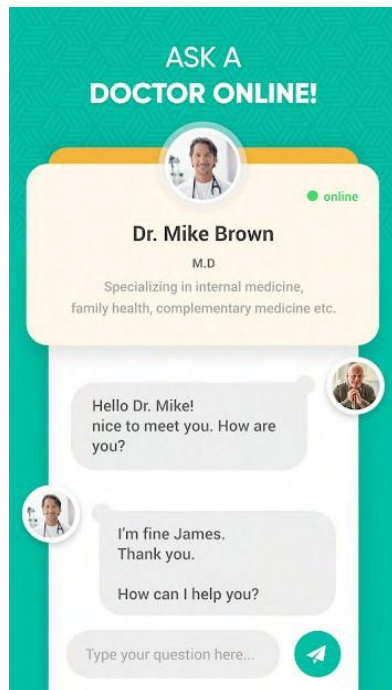 ASK A
DOCTOR ONLINE!
online
Dr. Mike Brown
M.D
Specializing in internal medicine,
family health, complementary medicine etc.
Hello Dr. Mike!
nice to meet you. How are
you?
I'm fine James.
Thank you.
How can I help you?
Type your question here...